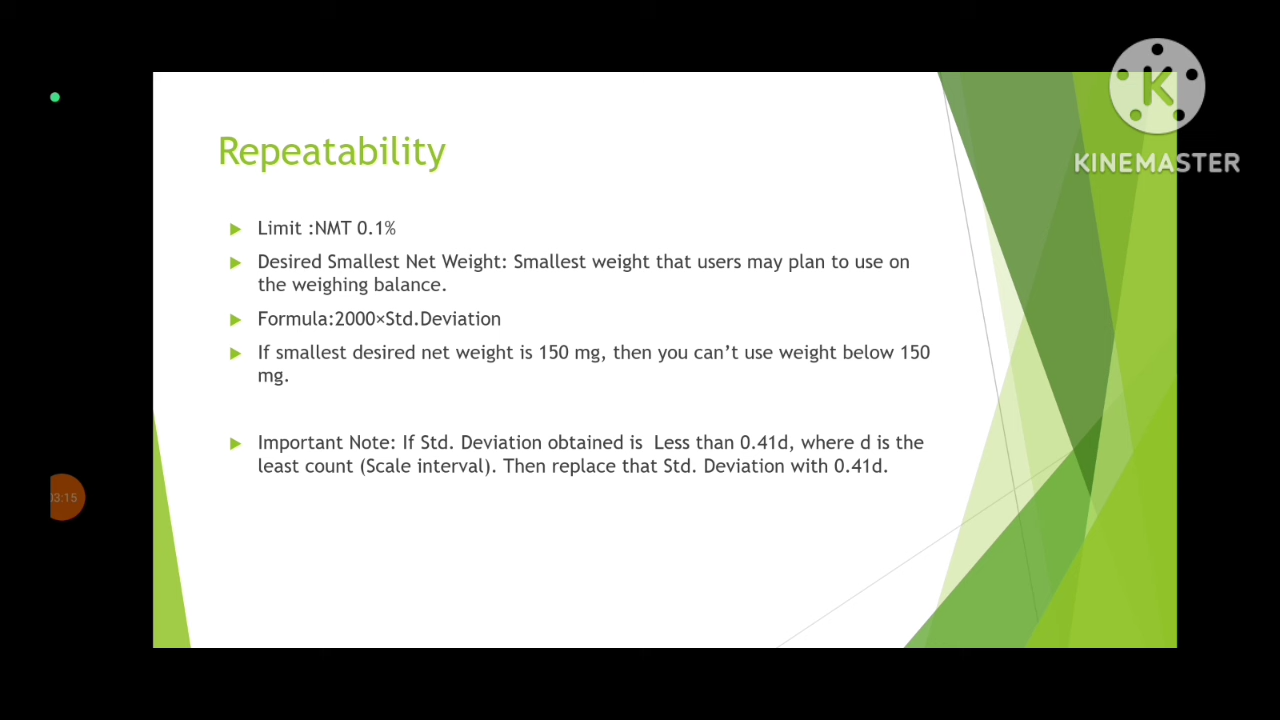 K
KINEMASTER
Repeatability
Limit :NMT 0.1%
Desired Smallest Net Weight: Smallest weight that users may plan to use on
the weighing balance.
Formula:2000×Std.Deviation
If smallest desired net weight is 150 mg, then you can’t use weight below 150
mg.
Important Note: If Std. Deviation obtained is Less than 0.41d, where d is the
least count (Scale interval). Then replace that Std. Deviation with 0.41d.
03:15